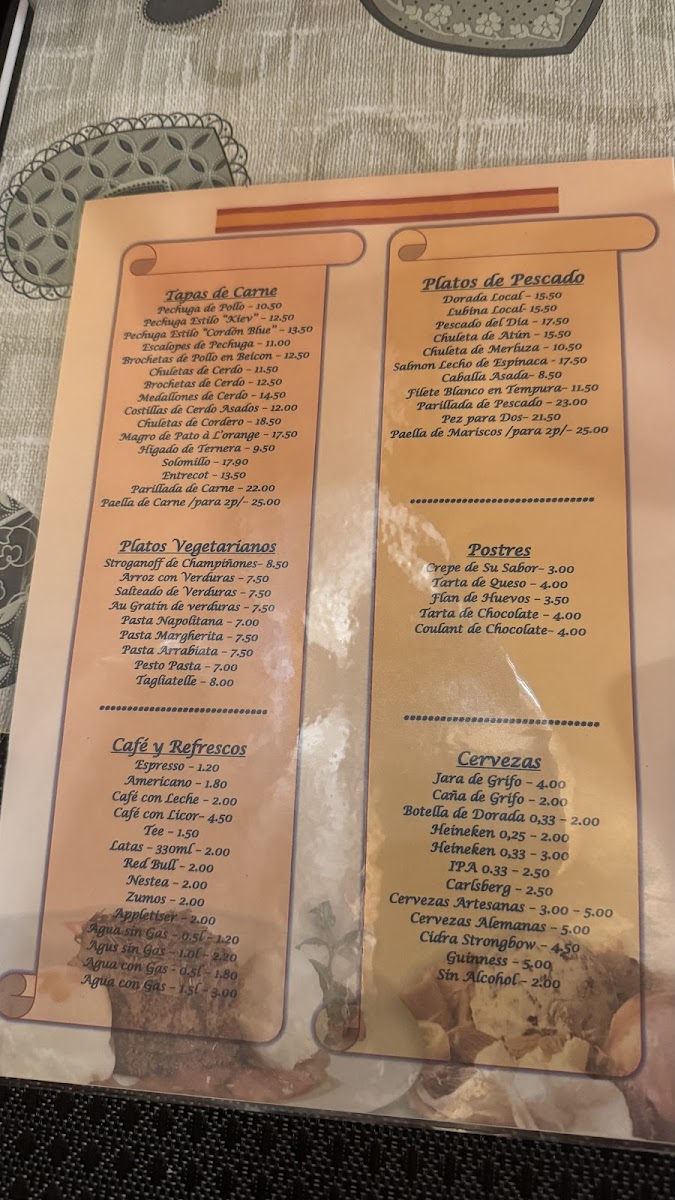 Tapas de Carne
Pechuga de Pollo - 10.50
Pechuga Estilo "Kiev" - 12.50
Pechuga Estilo "Cordōn Blue" - 13.50
Escalopes de Pechuga - 11.00
Brochetas de Pollo en Beicon - 12.50
Chuletas de Cerdo - 11.50
Brochetas de Cerdo - 12.50
Medallones de Cerdo - 14.50
Costillas de Cerdo Asados - 12.00
Chuletas de Cordero - 18.50
Magro de Pato à L'orange - 17.50
Higado de Ternera - 9.50
Solomillo - 17.90
Entrecot - 13.50
Parillada de Carne - 22.00
Paella de Carne /para 2p/- 25.00
Platos Vegetarianos
Stroganoff de Champiñones- 8.50
Arroz con Verduras - 7.50
Salteado de Verduras - 7.50
Au Gratin de verduras - 7.50
Pasta Napolitana - 7.00
Pasta Margherita - 7.50
Pasta Arrabiata - 7.50
Pesto Pasta - 7.00
Tagliatelle - 8.00
Café y Refrescos
Espresso - 1.20
Americano - 1.80
Café con Leche - 2.00
Café con Licor- 4.50
Tee - 1.50
Latas - 330ml - 2.00
Red Bull - 2.00
Nestea - 2.00
Zumos - 2.00
Appletiser - 2.00
Agua sin Gas - 0.5l - 1.20
Agus sin Gas - 1.0l - 2.20
Agua con Gas - 0.5l - 1.80
Agua con Gas - 1.5l - 3.00
Platos de Pescado
Dorada Local - 15.50
Lubina Local- 15.50
Pescado del Dia - 17.50
Chuleta de Atún - 15.50
Chuleta de Merluza - 10.50
Salmon Lecho de Espinaca - 17.50
Caballa Asada- 8.50
Filete Blanco en Tempura- 11.50
Parillada de Pescado - 23.00
Pez para Dos- 21.50
Paella de Mariscos /para 2p/- 25.00
Postres
Crepe de Su Sabor- 3.00
Tarta de Queso - 4.00
Flan de Huevos - 3.50
Tarta de Chocolate - 4.00
Coulant de Chocolate- 4.00
Cervezas
Jara de Grifo - 4.00
Caña de Grifo - 2.00
Botella de Dorada 0,33 - 2.00
Heineken 0,25 - 2.00
Heineken 0,33 - 3.00
IPA 0.33 - 2.50
Carlsberg - 2.50
Cervezas Artesanas - 3.00 - 5.00
Cervezas Alemanas - 5.00
Cidra Strongbow - 4.50
Guinness - 5.00
Sin Alcohol - 2.00